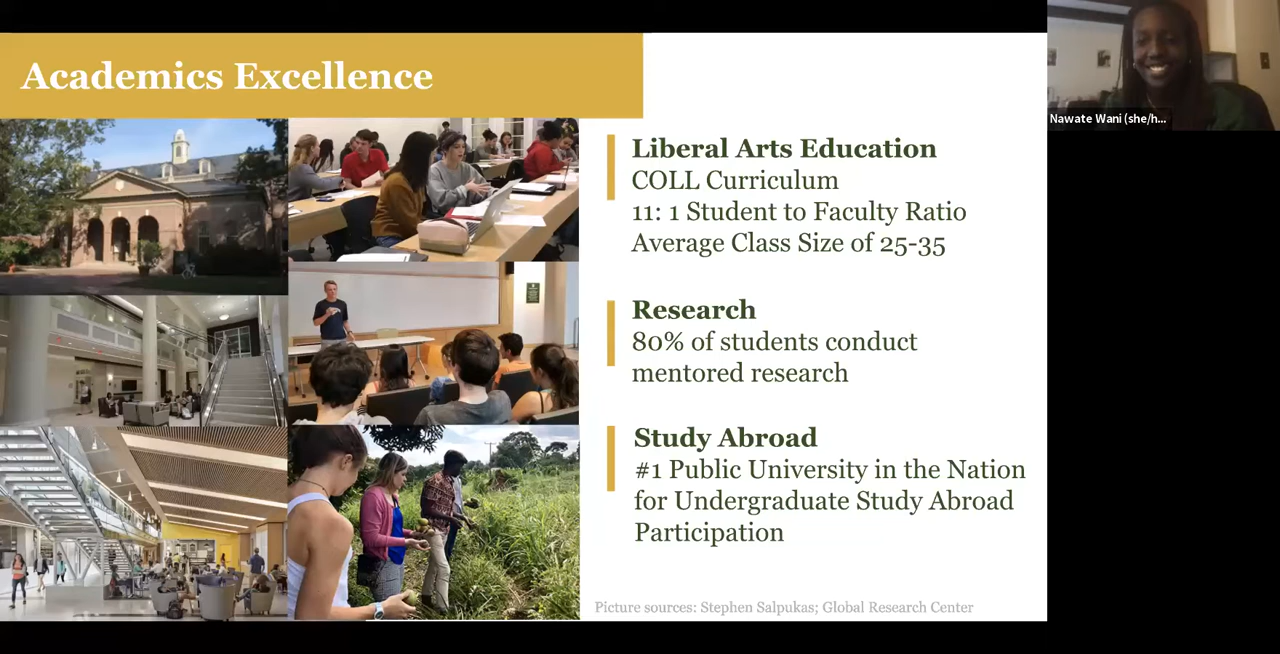 Academics Excellence
Nawate Wani (she/h...
Liberal Arts Education
COLL Curriculum
11: 1 Student to Faculty Ratio
Average Class Size of 25-35
Research
80% of students conduct
mentored research
Study Abroad
#1 Public University in the Nation
for Undergraduate Study Abroad
Participation
Picture sources: Stephen Salpukas; Global Research Center